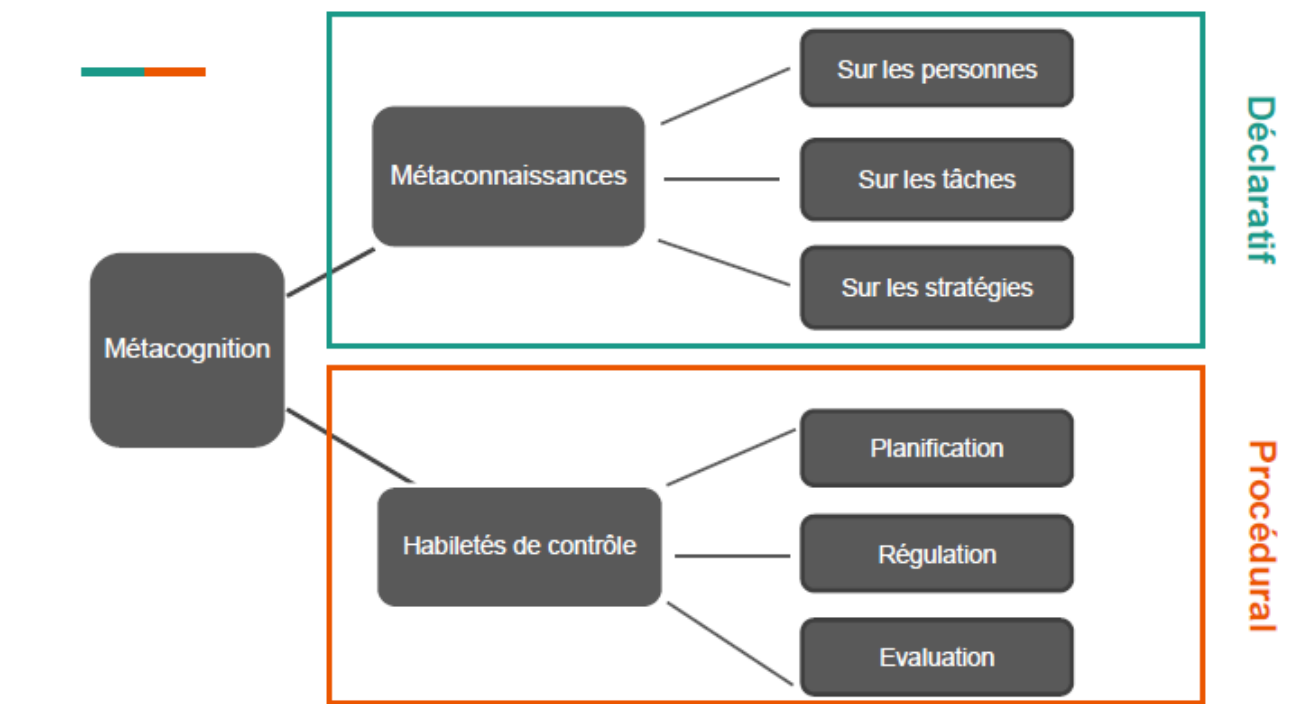 Sur les personnes
Métaconnaissances
Sur les tâches
Sur les stratégies
Déclaratif
Métacognition
Planification
Habiletés de contrôle
Régulation
Evaluation
Procédural